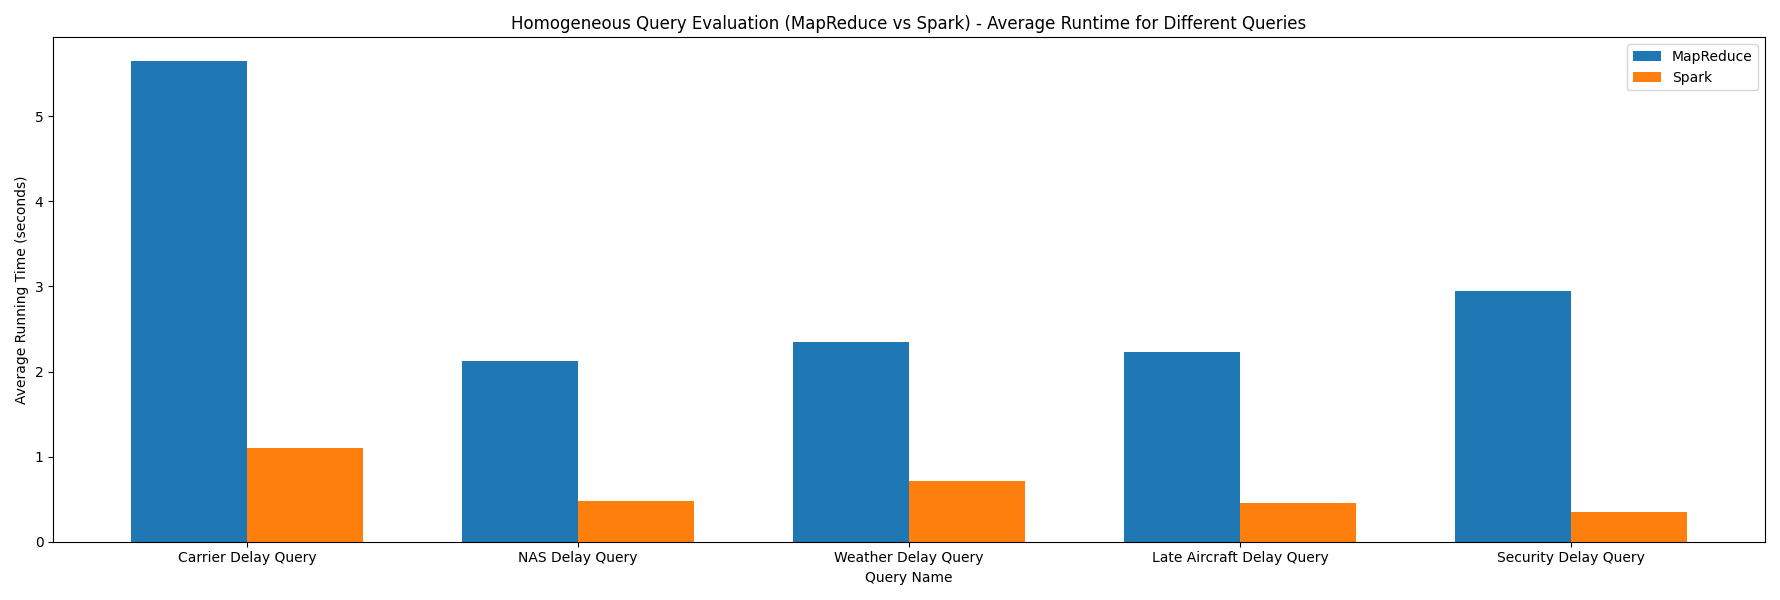 Homogeneous Query Evaluation (MapReduce vs Spark) - Average Runtime for Different Queries
MapReduce
Spark
Average Running Time (seconds)
5
4
3
2
1
0
Carrier Delay Query
NAS Delay Query
Weather Delay Query
Late Aircraft Delay Query
Security Delay Query
Query Name